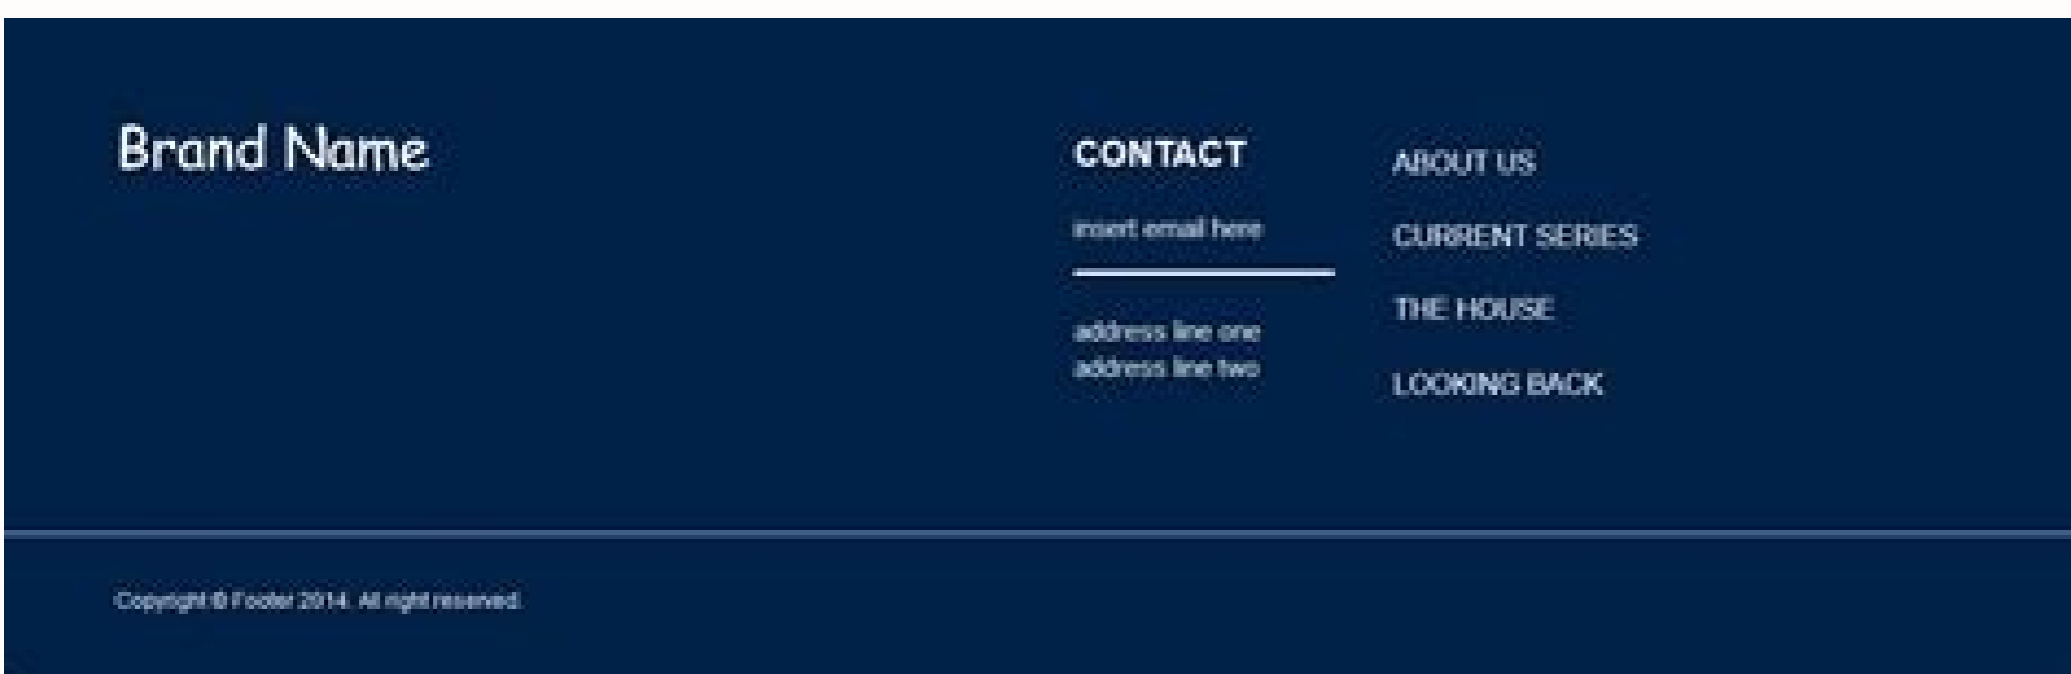 Brand Name
CONTACT
insert email here
address line one
address line two
ABOUT US
CURRENT SERIES
THE HOUSE
LOOKING BACK
Copyright © Footer 2014. All right reserved.